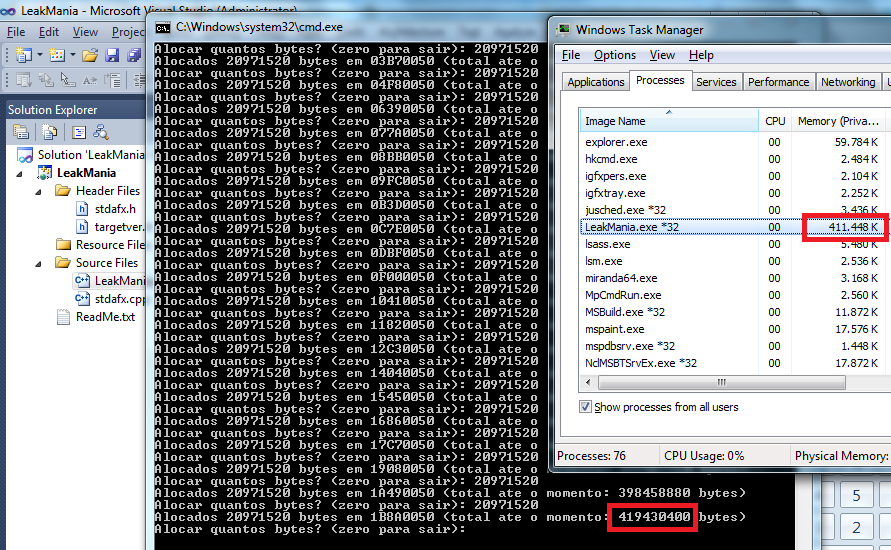 LeakMania - Microsoft Visual Studio (Administrator)
File Edit View Project
Solution Explorer
Solution 'LeakMania
LeakMania
Header Files
stdafx.h
targetver.
Resource File
Source Files
LeakMani
stdafx.cpp
ReadMe.txt
C:\Windows\system32\cmd.exe
Alocar quantos bytes? (zero para sair): 20971520
Alocados 20971520 bytes em 03B70050 (total ate o
Alocar quantos bytes? (zero para sair): 20971520
Alocados 20971520 bytes em 04F80050 (total ate o
Alocar quantos bytes? (zero para sair): 20971520
Alocados 20971520 bytes em 06390050 (total ate o
Alocar quantos bytes? (zero para sair): 20971520
Alocados 20971520 bytes em 077A0050 (total ate o
Alocar quantos bytes? (zero para sair): 20971520
Alocados 20971520 bytes em 08BB0050 (total ate o
Alocar quantos bytes? (zero para sair): 20971520
Alocados 20971520 bytes em 09FC0050 (total ate o
Alocar quantos bytes? (zero para sair): 20971520
Alocados 20971520 bytes em 0B3D0050 (total ate o
Alocar quantos bytes? (zero para sair): 20971520
Alocados 20971520 bytes em 0C7E0050 (total ate o
Alocar quantos bytes? (zero para sair): 20971520
Alocados 20971520 bytes em 0DBF0050 (total ate o
Alocar quantos bytes? (zero para sair): 20971520
Alocados 20971520 bytes em 0F000050 (total ate o
Alocar quantos bytes? (zero para sair): 20971520
Alocados 20971520 bytes em 10410050 (total ate o
Alocar quantos bytes? (zero para sair): 20971520
Alocados 20971520 bytes em 11820050 (total ate o
Alocar quantos bytes? (zero para sair): 20971520
Alocados 20971520 bytes em 12C30050 (total ate o
Alocar quantos bytes? (zero para sair): 20971520
Alocados 20971520 bytes em 14040050 (total ate o
Alocar quantos bytes? (zero para sair): 20971520
Alocados 20971520 bytes em 15450050 (total ate o
Alocar quantos bytes? (zero para sair): 20971520
Alocados 20971520 bytes em 16860050 (total ate o
Alocar quantos bytes? (zero para sair): 20971520
Alocados 20971520 bytes em 17C70050 (total ate o
Alocar quantos bytes? (zero para sair): 20971520
Alocados 20971520 bytes em 19080050 (total ate o
Alocar quantos bytes? (zero para sair): 20971520
Alocados 20971520 bytes em 1A490050 (total ate o momento: 398458880 bytes)
Alocar quantos bytes? (zero para sair): 20971520
Alocados 20971520 bytes em 1B8A0050 (total ate o momento: 419430400 bytes)
Alocar quantos bytes? (zero para sair):
Windows Task Manager
File Options View Help
Applications Processes Services Performance Networking U
Image Name CPU Memory (Priva...
explorer.exe 00 59.784 K
hkcmd.exe 00 2.484 K
igfxpers.exe 00 2.104 K
igfxtray.exe 00 2.252 K
jusched.exe *32 00 3.436 K
LeakMania.exe *32 00 411.448 K
lsass.exe 00 5.480 K
lsm.exe 00 2.536 K
miranda64.exe 00 3.168 K
MpCmdRun.exe 00 2.560 K
MSBuild.exe *32 00 11.872 K
mspaint.exe 00 17.576 K
mspdbsrv.exe *32 00 1.448 K
NclMSBTSrvEx.exe *32 00 17.872 K
Show processes from all users
Processes: 76 CPU Usage: 0% Physical Memory:
5
2